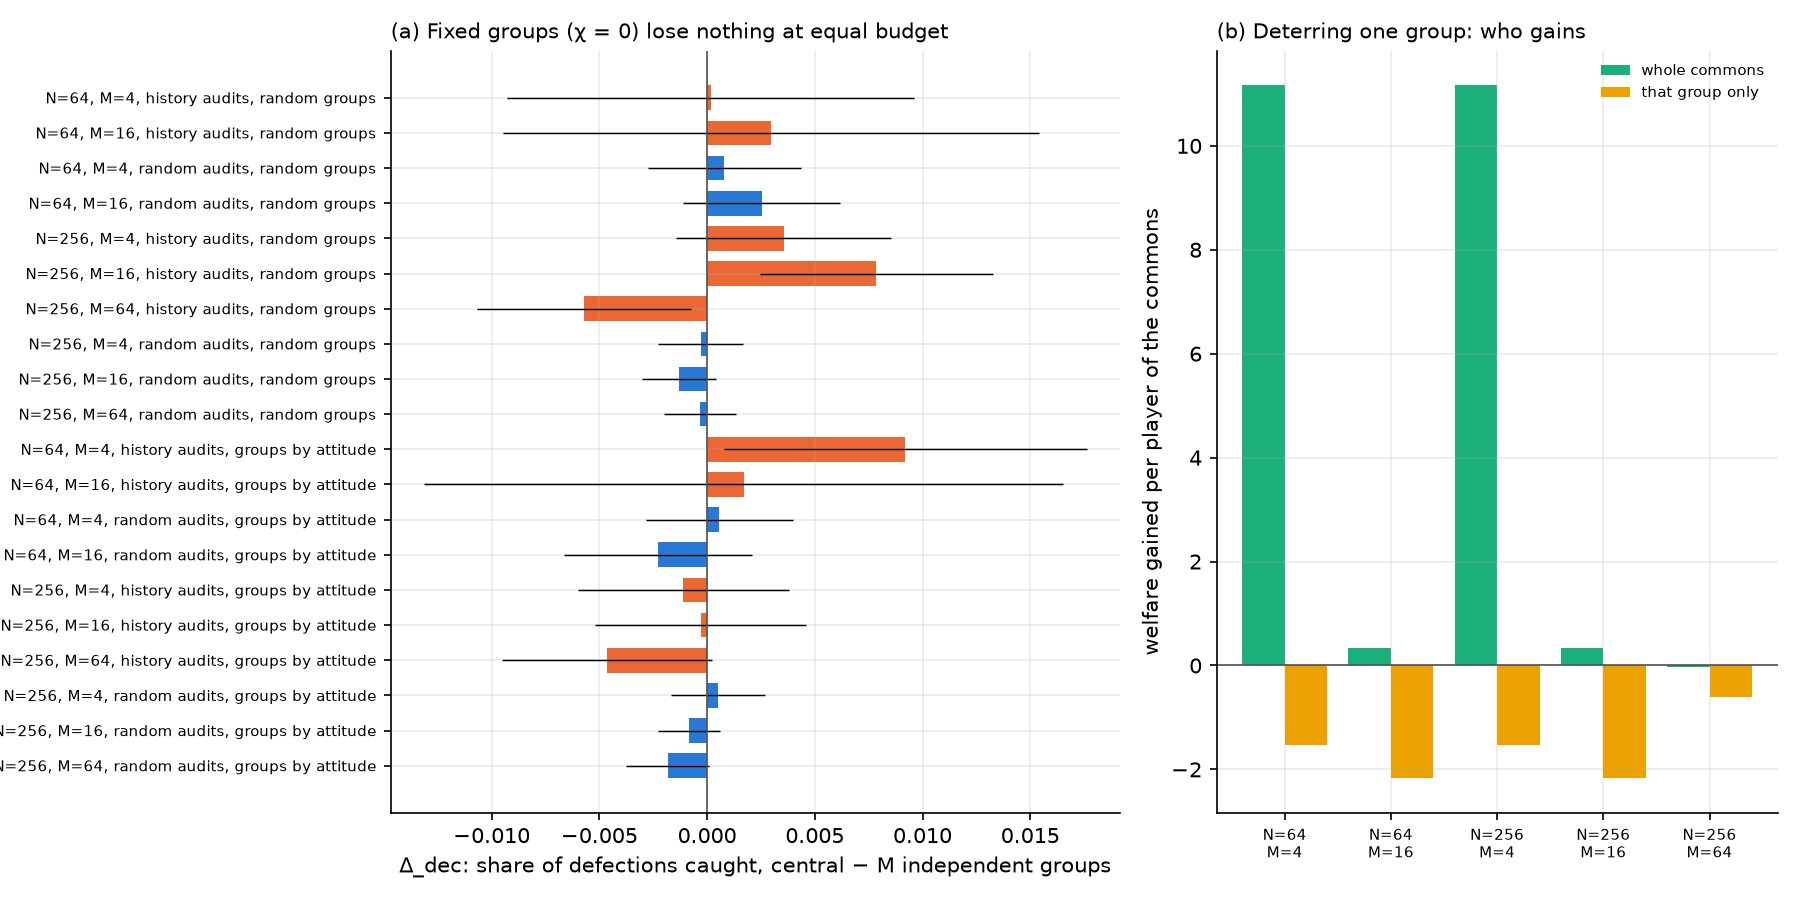 (a) Fixed groups (χ = 0) lose nothing at equal budget
N=64, M=4, history audits, random groups
N=64, M=16, history audits, random groups
N=64, M=4, random audits, random groups
N=64, M=16, random audits, random groups
N=256, M=4, history audits, random groups
N=256, M=16, history audits, random groups
N=256, M=64, history audits, random groups
N=256, M=4, random audits, random groups
N=256, M=16, random audits, random groups
N=256, M=64, random audits, random groups
N=64, M=4, history audits, groups by attitude
N=64, M=16, history audits, groups by attitude
N=64, M=4, random audits, groups by attitude
N=64, M=16, random audits, groups by attitude
N=256, M=4, history audits, groups by attitude
N=256, M=16, history audits, groups by attitude
N=256, M=64, history audits, groups by attitude
N=256, M=4, random audits, groups by attitude
N=256, M=16, random audits, groups by attitude
N=256, M=64, random audits, groups by attitude
−0.010 −0.005 0.000 0.005 0.010 0.015
Δ_dec: share of defections caught, central − M independent groups
(b) Deterring one group: who gains
whole commons
that group only
welfare gained per player of the commons
10
8
6
4
2
0
−2
N=64 N=64 N=256 N=256 N=256
M=4 M=16 M=4 M=16 M=64